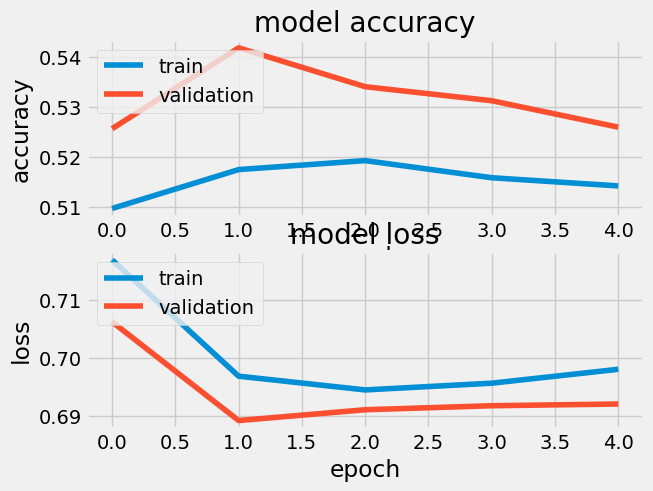 model accuracy
train
validation
accuracy
0.54
0.53
0.52
0.51
0.0 0.5 1.0 1.5 2.0 2.5 3.0 3.5 4.0
model loss
train
validation
loss
0.71
0.70
0.69
0.0 0.5 1.0 1.5 2.0 2.5 3.0 3.5 4.0
epoch